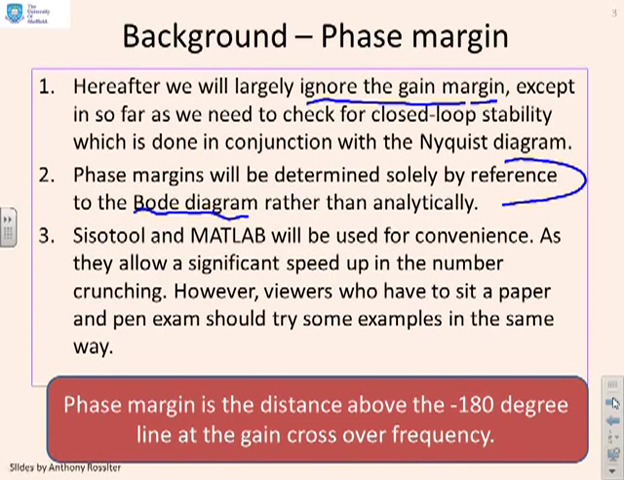 The
University
Of
Sheffield.
3
Background – Phase margin
1. Hereafter we will largely ignore the gain margin, except
in so far as we need to check for closed-loop stability
which is done in conjunction with the Nyquist diagram.
2. Phase margins will be determined solely by reference
to the Bode diagram rather than analytically.
3. Sisotool and MATLAB will be used for convenience. As
they allow a significant speed up in the number
crunching. However, viewers who have to sit a paper
and pen exam should try some examples in the same
way.
Phase margin is the distance above the -180 degree
line at the gain cross over frequency.
Slides by Anthony Rossiter